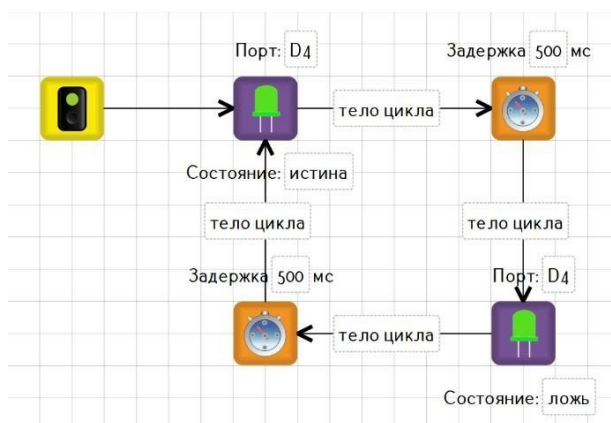 Порт: D4
Задержка 500 мс
тело цикла
Состояние: истина
тело цикла
тело цикла
Задержка 500 мс
Порт: D4
тело цикла
Состояние: ложь